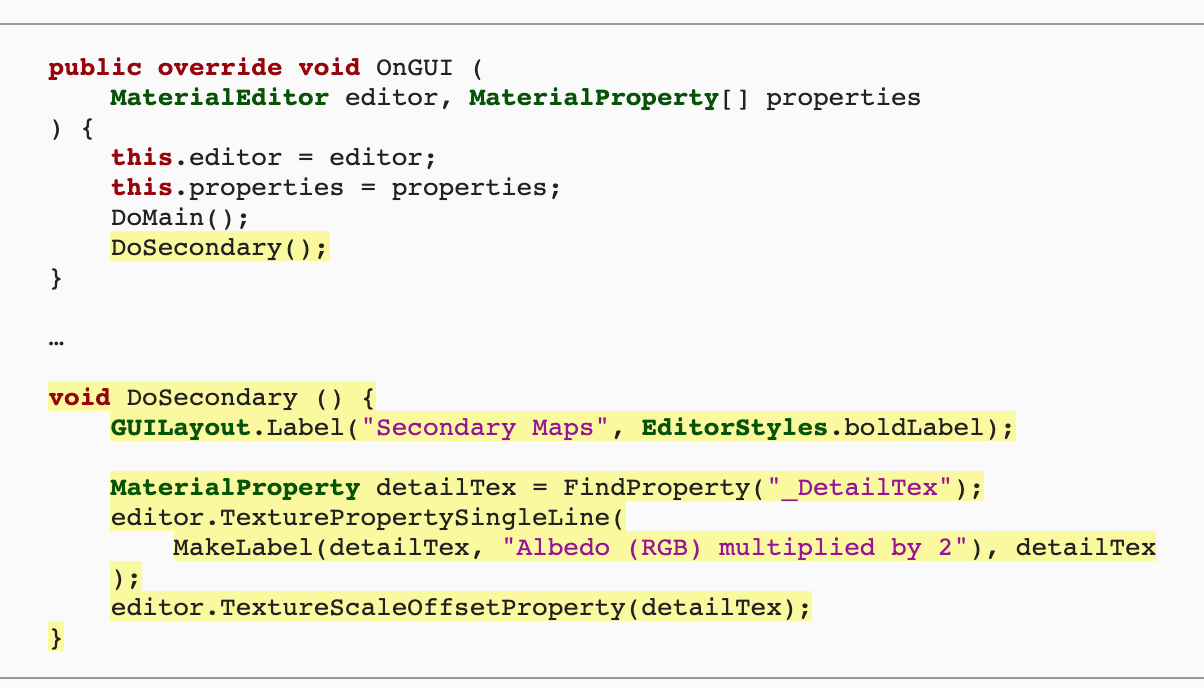 public override void OnGUI (
    MaterialEditor editor, MaterialProperty[] properties
) {
    this.editor = editor;
    this.properties = properties;
    DoMain();
    DoSecondary();
}
…
void DoSecondary () {
    GUILayout.Label("Secondary Maps", EditorStyles.boldLabel);
    MaterialProperty detailTex = FindProperty("_DetailTex");
    editor.TexturePropertySingleLine(
        MakeLabel(detailTex, "Albedo (RGB) multiplied by 2"), detailTex
    );
    editor.TextureScaleOffsetProperty(detailTex);
}